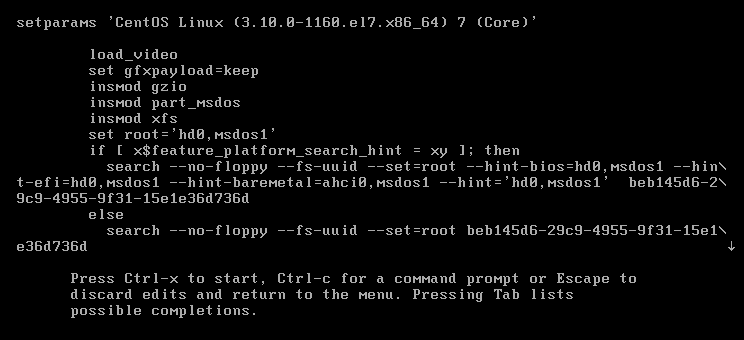 setparams 'CentOS Linux (3.10.0-1160.el7.x86_64) 7 (Core)'
load_video
set gfxpayload=keep
insmod gzio
insmod part_msdos
insmod xfs
set root='hd0,msdos1'
if [ x$feature_platform_search_hint = xy ]; then
search --no-floppy --fs-uuid --set=root --hint-bios=hd0,msdos1 --hin\
t-efi=hd0,msdos1 --hint-baremetal=ahci0,msdos1 --hint='hd0,msdos1'  beb145d6-2\
9c9-4955-9f31-15e1e36d736d
else
search --no-floppy --fs-uuid --set=root beb145d6-29c9-4955-9f31-15e1\
e36d736d ↓
Press Ctrl-x to start, Ctrl-c for a command prompt or Escape to
discard edits and return to the menu. Pressing Tab lists
possible completions.